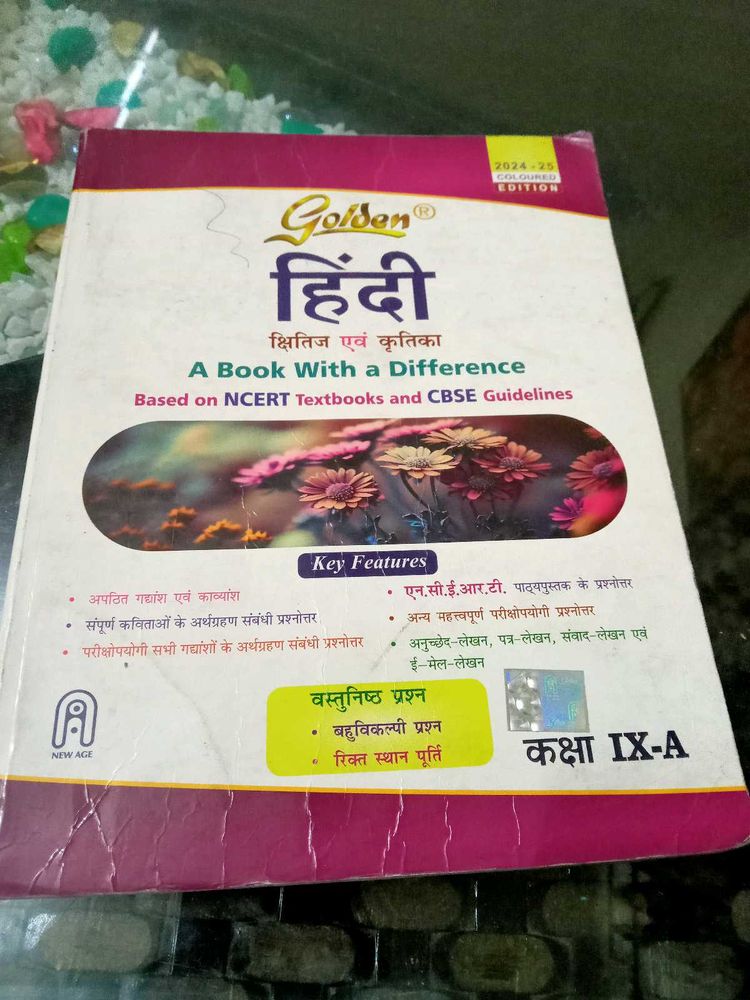 2024-25
COLOURED
EDITION
Golden®
हिंदी
क्षितिज एवं कृतिका
A Book With a Difference
Based on NCERT Textbooks and CBSE Guidelines
Key Features
• अपठित गद्यांश एवं काव्यांश
• संपूर्ण कविताओं के अर्थग्रहण संबंधी प्रश्नोत्तर
• परीक्षोपयोगी सभी गद्यांशों के अर्थग्रहण संबंधी प्रश्नोत्तर
• एन.सी.ई.आर.टी. पाठ्यपुस्तक के प्रश्नोत्तर
• अन्य महत्त्वपूर्ण परीक्षोपयोगी प्रश्नोत्तर
• अनुच्छेद-लेखन, पत्र-लेखन, संवाद-लेखन एवं
ई-मेल-लेखन
वस्तुनिष्ठ प्रश्न
• बहुविकल्पी प्रश्न
• रिक्त स्थान पूर्ति
NEW AGE
कक्षा IX-A